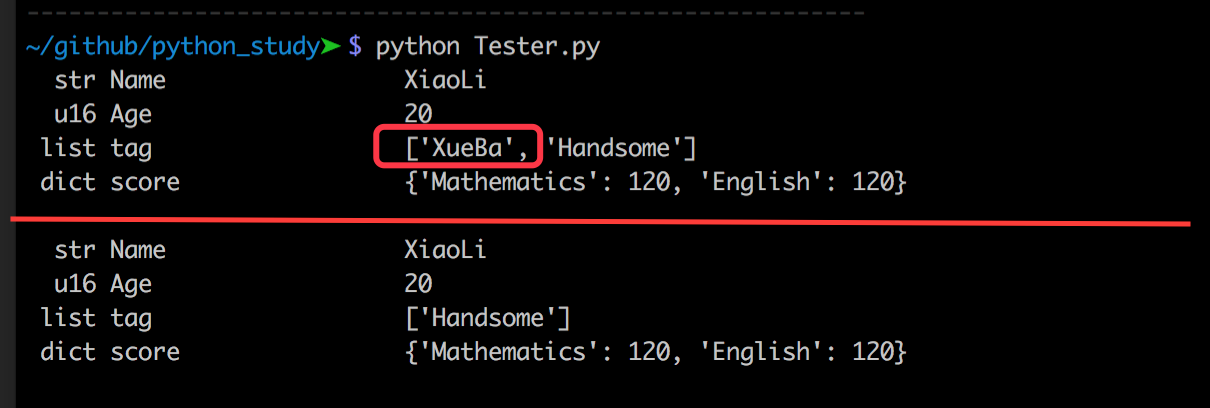 ~/github/python_study➤ $ python Tester.py
str Name XiaoLi
u16 Age 20
list tag ['XueBa', 'Handsome']
dict score {'Mathematics': 120, 'English': 120}
str Name XiaoLi
u16 Age 20
list tag ['Handsome']
dict score {'Mathematics': 120, 'English': 120}